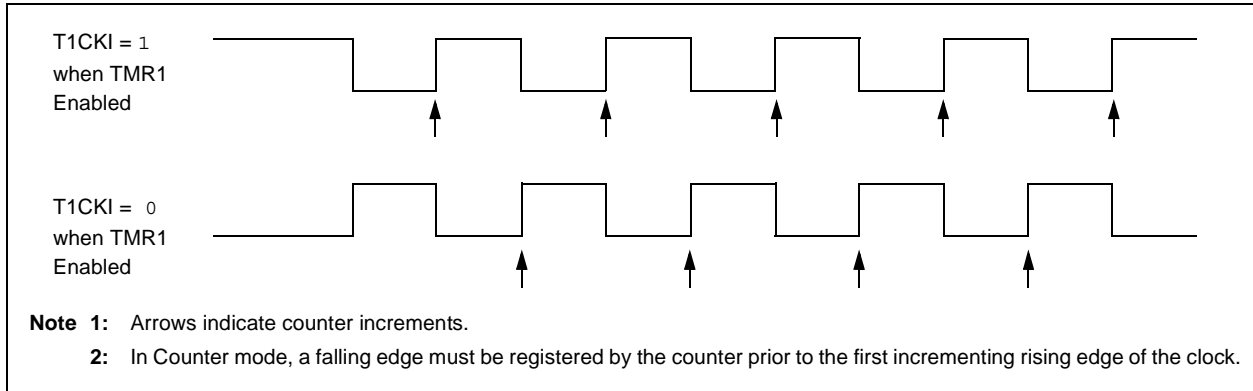 T1CKI = 1
when TMR1
Enabled
T1CKI = 0
when TMR1
Enabled
Note 1: Arrows indicate counter increments.
2: In Counter mode, a falling edge must be registered by the counter prior to the first incrementing rising edge of the clock.